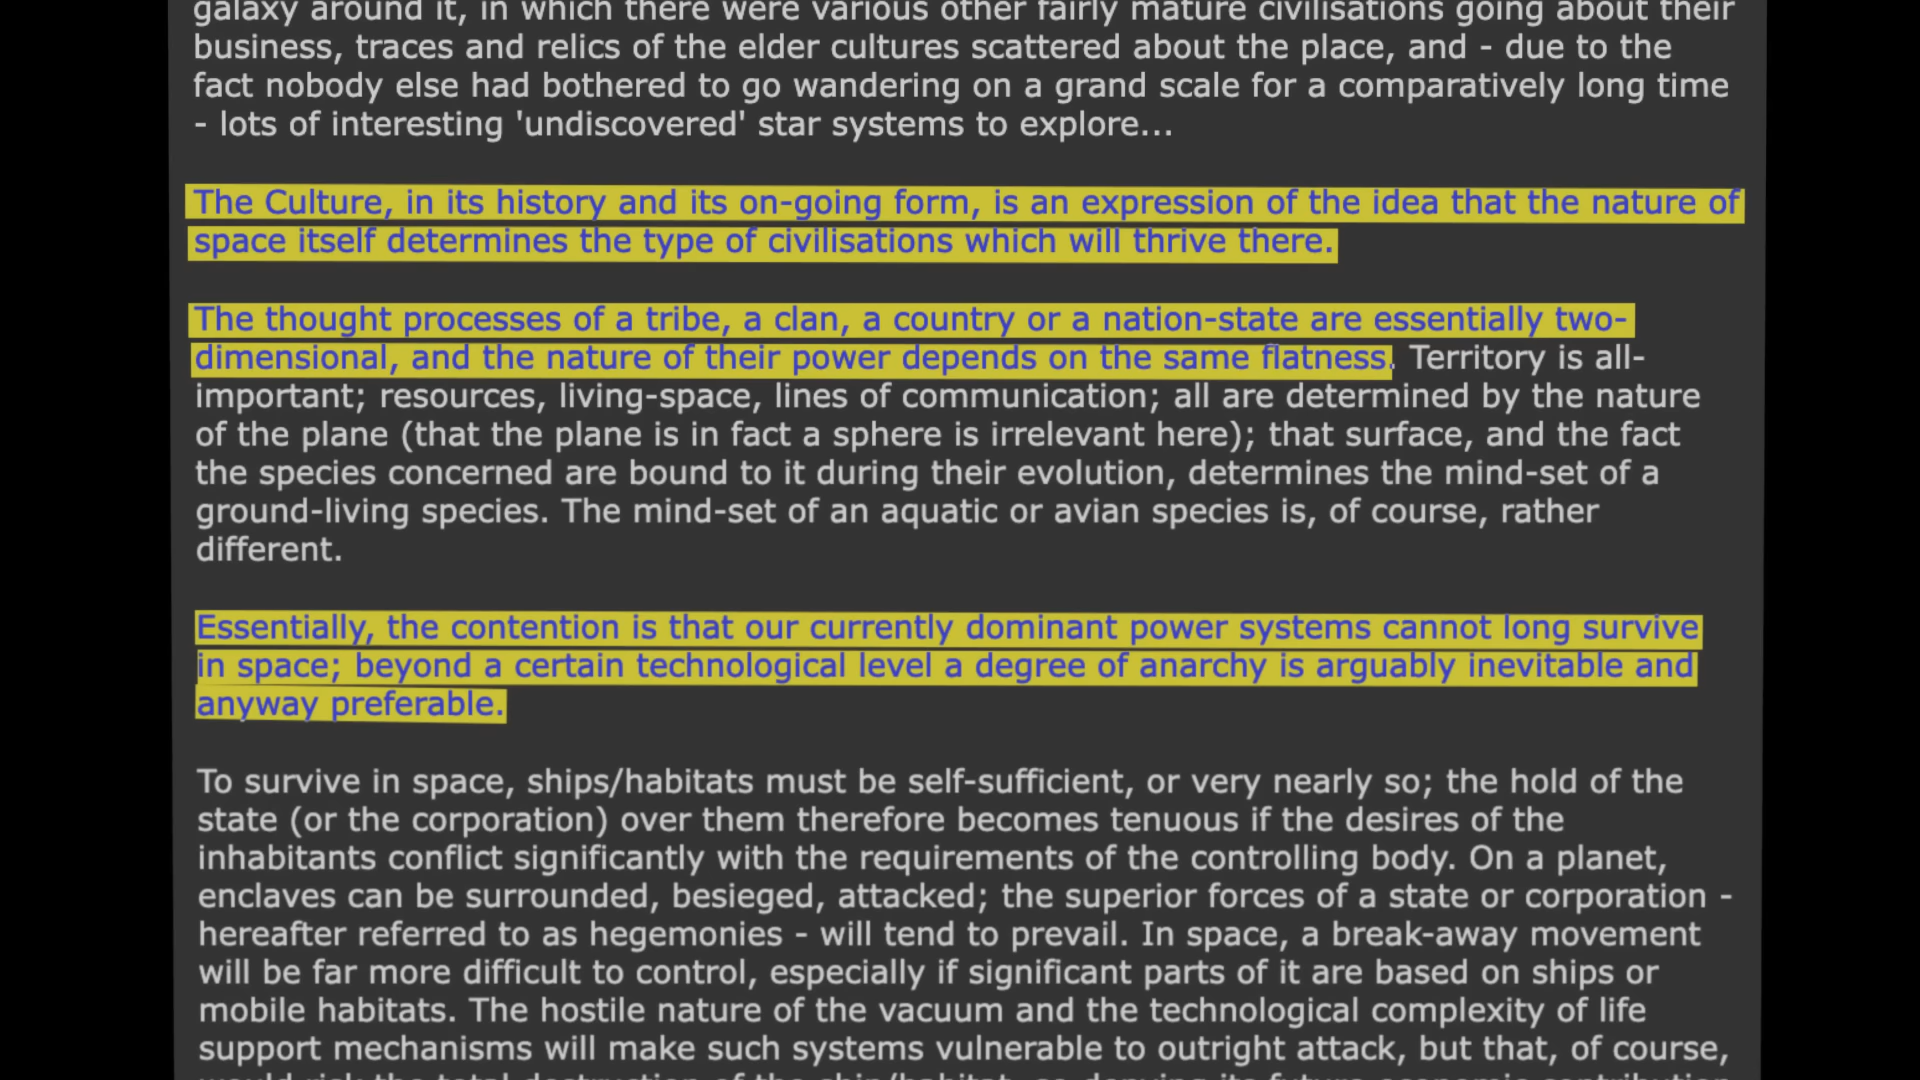 galaxy around it, in which there were various other fairly mature civilisations going about their
business, traces and relics of the elder cultures scattered about the place, and - due to the
fact nobody else had bothered to go wandering on a grand scale for a comparatively long time
- lots of interesting 'undiscovered' star systems to explore...
The Culture, in its history and its on-going form, is an expression of the idea that the nature of
space itself determines the type of civilisations which will thrive there.
The thought processes of a tribe, a clan, a country or a nation-state are essentially two-
dimensional, and the nature of their power depends on the same flatness. Territory is all-
important; resources, living-space, lines of communication; all are determined by the nature
of the plane (that the plane is in fact a sphere is irrelevant here); that surface, and the fact
the species concerned are bound to it during their evolution, determines the mind-set of a
ground-living species. The mind-set of an aquatic or avian species is, of course, rather
different.
Essentially, the contention is that our currently dominant power systems cannot long survive
in space; beyond a certain technological level a degree of anarchy is arguably inevitable and
anyway preferable.
To survive in space, ships/habitats must be self-sufficient, or very nearly so; the hold of the
state (or the corporation) over them therefore becomes tenuous if the desires of the
inhabitants conflict significantly with the requirements of the controlling body. On a planet,
enclaves can be surrounded, besieged, attacked; the superior forces of a state or corporation -
hereafter referred to as hegemonies - will tend to prevail. In space, a break-away movement
will be far more difficult to control, especially if significant parts of it are based on ships or
mobile habitats. The hostile nature of the vacuum and the technological complexity of life
support mechanisms will make such systems vulnerable to outright attack, but that, of course,